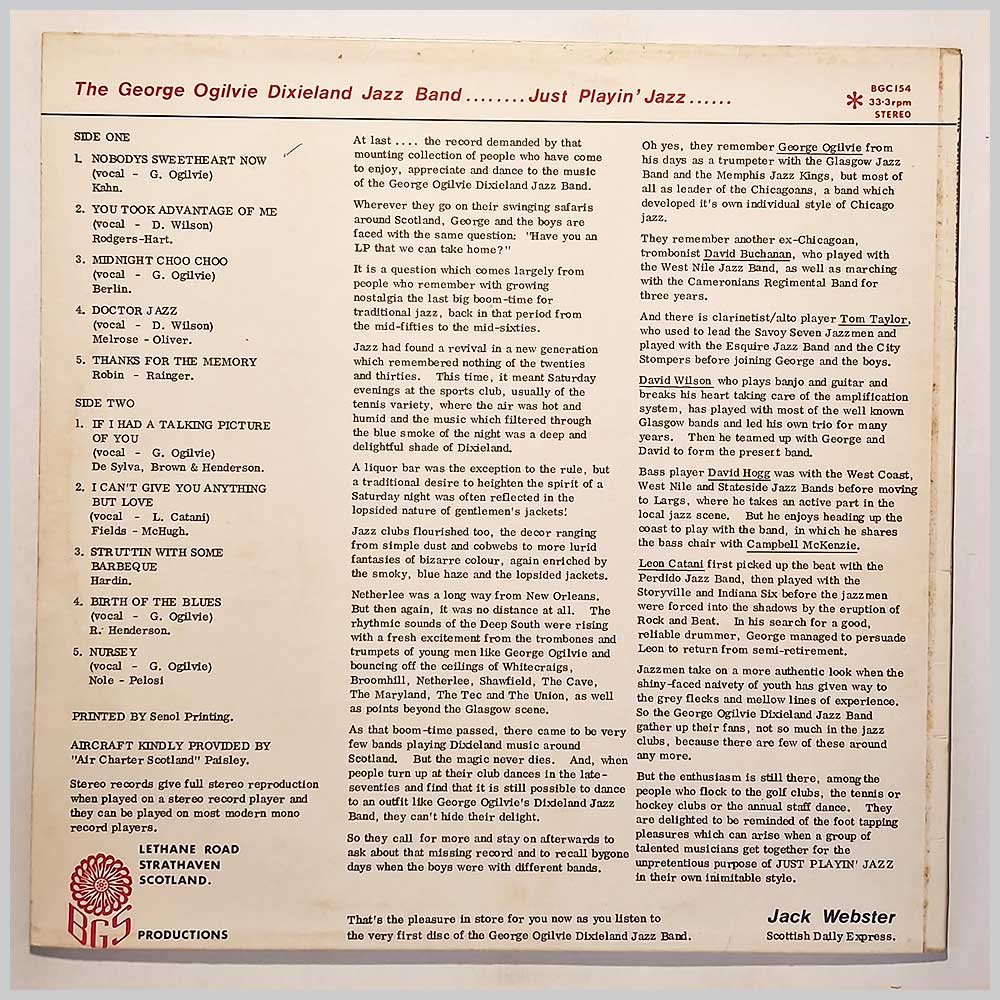 The George Ogilvie Dixieland Jazz Band ........ Just Playin' Jazz ......
BGC154
* 33·3rpm
STEREO
SIDE ONE
1. NOBODYS SWEETHEART NOW
(vocal - G. Ogilvie)
Kahn.
2. YOU TOOK ADVANTAGE OF ME
(vocal - D. Wilson)
Rodgers-Hart.
3. MIDNIGHT CHOO CHOO
(vocal - G. Ogilvie)
Berlin.
4. DOCTOR JAZZ
(vocal - D. Wilson)
Melrose - Oliver.
5. THANKS FOR THE MEMORY
Robin - Rainger.
SIDE TWO
1. IF I HAD A TALKING PICTURE
OF YOU
(vocal - G. Ogilvie)
De Sylva, Brown & Henderson.
2. I CAN'T GIVE YOU ANYTHING
BUT LOVE
(vocal - L. Catani)
Fields - McHugh.
3. STRUTTIN WITH SOME
BARBEQUE
Hardin.
4. BIRTH OF THE BLUES
(vocal - G. Ogilvie)
R. Henderson.
5. NURSEY
(vocal - G. Ogilvie)
Nole - Pelosi
PRINTED BY Senol Printing.
AIRCRAFT KINDLY PROVIDED BY
"Air Charter Scotland" Paisley.
Stereo records give full stereo reproduction
when played on a stereo record player and
they can be played on most modern mono
record players.
LETHANE ROAD
STRATHAVEN
SCOTLAND.
BGS PRODUCTIONS
At last .... the record demanded by that
mounting collection of people who have come
to enjoy, appreciate and dance to the music
of the George Ogilvie Dixieland Jazz Band.
Wherever they go on their swinging safaris
around Scotland, George and the boys are
faced with the same question: "Have you an
LP that we can take home?"
It is a question which comes largely from
people who remember with growing
nostalgia the last big boom-time for
traditional jazz, back in that period from
the mid-fifties to the mid-sixties.
Jazz had found a revival in a new generation
which remembered nothing of the twenties
and thirties. This time, it meant Saturday
evenings at the sports club, usually of the
tennis variety, where the air was hot and
humid and the music which filtered through
the blue smoke of the night was a deep and
delightful shade of Dixieland.
A liquor bar was the exception to the rule, but
a traditional desire to heighten the spirit of a
Saturday night was often reflected in the
lopsided nature of gentlemen's jackets!
Jazz clubs flourished too, the decor ranging
from simple dust and cobwebs to more lurid
fantasies of bizarre colour, again enriched by
the smoky, blue haze and the lopsided jackets.
Netherlee was a long way from New Orleans.
But then again, it was no distance at all. The
rhythmic sounds of the Deep South were rising
with a fresh excitement from the trombones and
trumpets of young men like George Ogilvie and
bouncing off the ceilings of Whitecraigs,
Broomhill, Netherlee, Shawfield, The Cave,
The Maryland, The Tec and The Union, as well
as points beyond the Glasgow scene.
As that boom-time passed, there came to be very
few bands playing Dixieland music around
Scotland. But the magic never dies. And, when
people turn up at their club dances in the late-
seventies and find that it is still possible to dance
to an outfit like George Ogilvie's Dixieland Jazz
Band, they can't hide their delight.
So they call for more and stay on afterwards to
ask about that missing record and to recall bygone
days when the boys were with different bands.
That's the pleasure in store for you now as you listen to
the very first disc of the George Ogilvie Dixieland Jazz Band.
Oh yes, they remember George Ogilvie from
his days as a trumpeter with the Glasgow Jazz
Band and the Memphis Jazz Kings, but most of
all as leader of the Chicagoans, a band which
developed it's own individual style of Chicago
jazz.
They remember another ex-Chicagoan,
trombonist David Buchanan, who played with
the West Nile Jazz Band, as well as marching
with the Cameronians Regimental Band for
three years.
And there is clarinetist/alto player Tom Taylor,
who used to lead the Savoy Seven Jazzmen and
played with the Esquire Jazz Band and the City
Stompers before joining George and the boys.
David Wilson who plays banjo and guitar and
breaks his heart taking care of the amplification
system, has played with most of the well known
Glasgow bands and led his own trio for many
years. Then he teamed up with George and
David to form the present band.
Bass player David Hogg was with the West Coast,
West Nile and Stateside Jazz Bands before moving
to Largs, where he takes an active part in the
local jazz scene. But he enjoys heading up the
coast to play with the band, in which he shares
the bass chair with Campbell McKenzie.
Leon Catani first picked up the beat with the
Perdido Jazz Band, then played with the
Storyville and Indiana Six before the jazzmen
were forced into the shadows by the eruption of
Rock and Beat. In his search for a good,
reliable drummer, George managed to persuade
Leon to return from semi-retirement.
Jazzmen take on a more authentic look when the
shiny-faced naivety of youth has given way to
the grey flecks and mellow lines of experience.
So the George Ogilvie Dixieland Jazz Band
gather up their fans, not so much in the jazz
clubs, because there are few of these around
any more.
But the enthusiasm is still there, among the
people who flock to the golf clubs, the tennis or
hockey clubs or the annual staff dance. They
are delighted to be reminded of the foot tapping
pleasures which can arise when a group of
talented musicians get together for the
unpretentious purpose of JUST PLAYIN' JAZZ
in their own inimitable style.
Jack Webster
Scottish Daily Express.